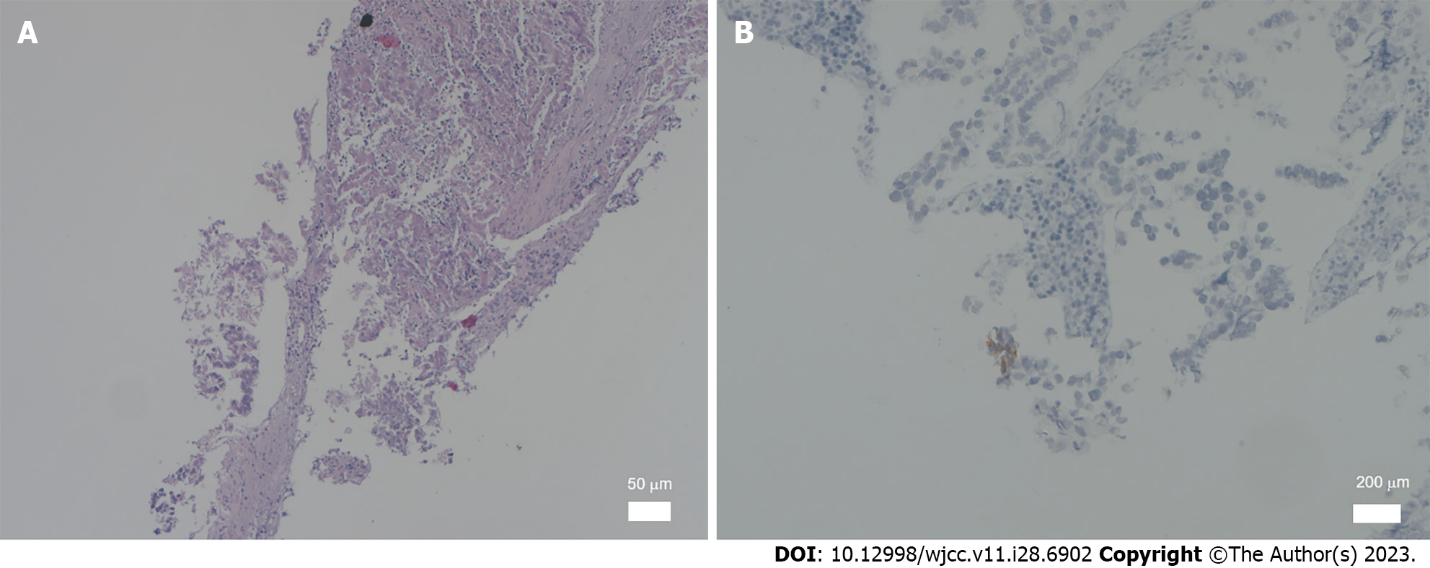 A
B
50 μm
200 μm
DOI: 10.12998/wjcc.v11.i28.6902 Copyright ©The Author(s) 2023.